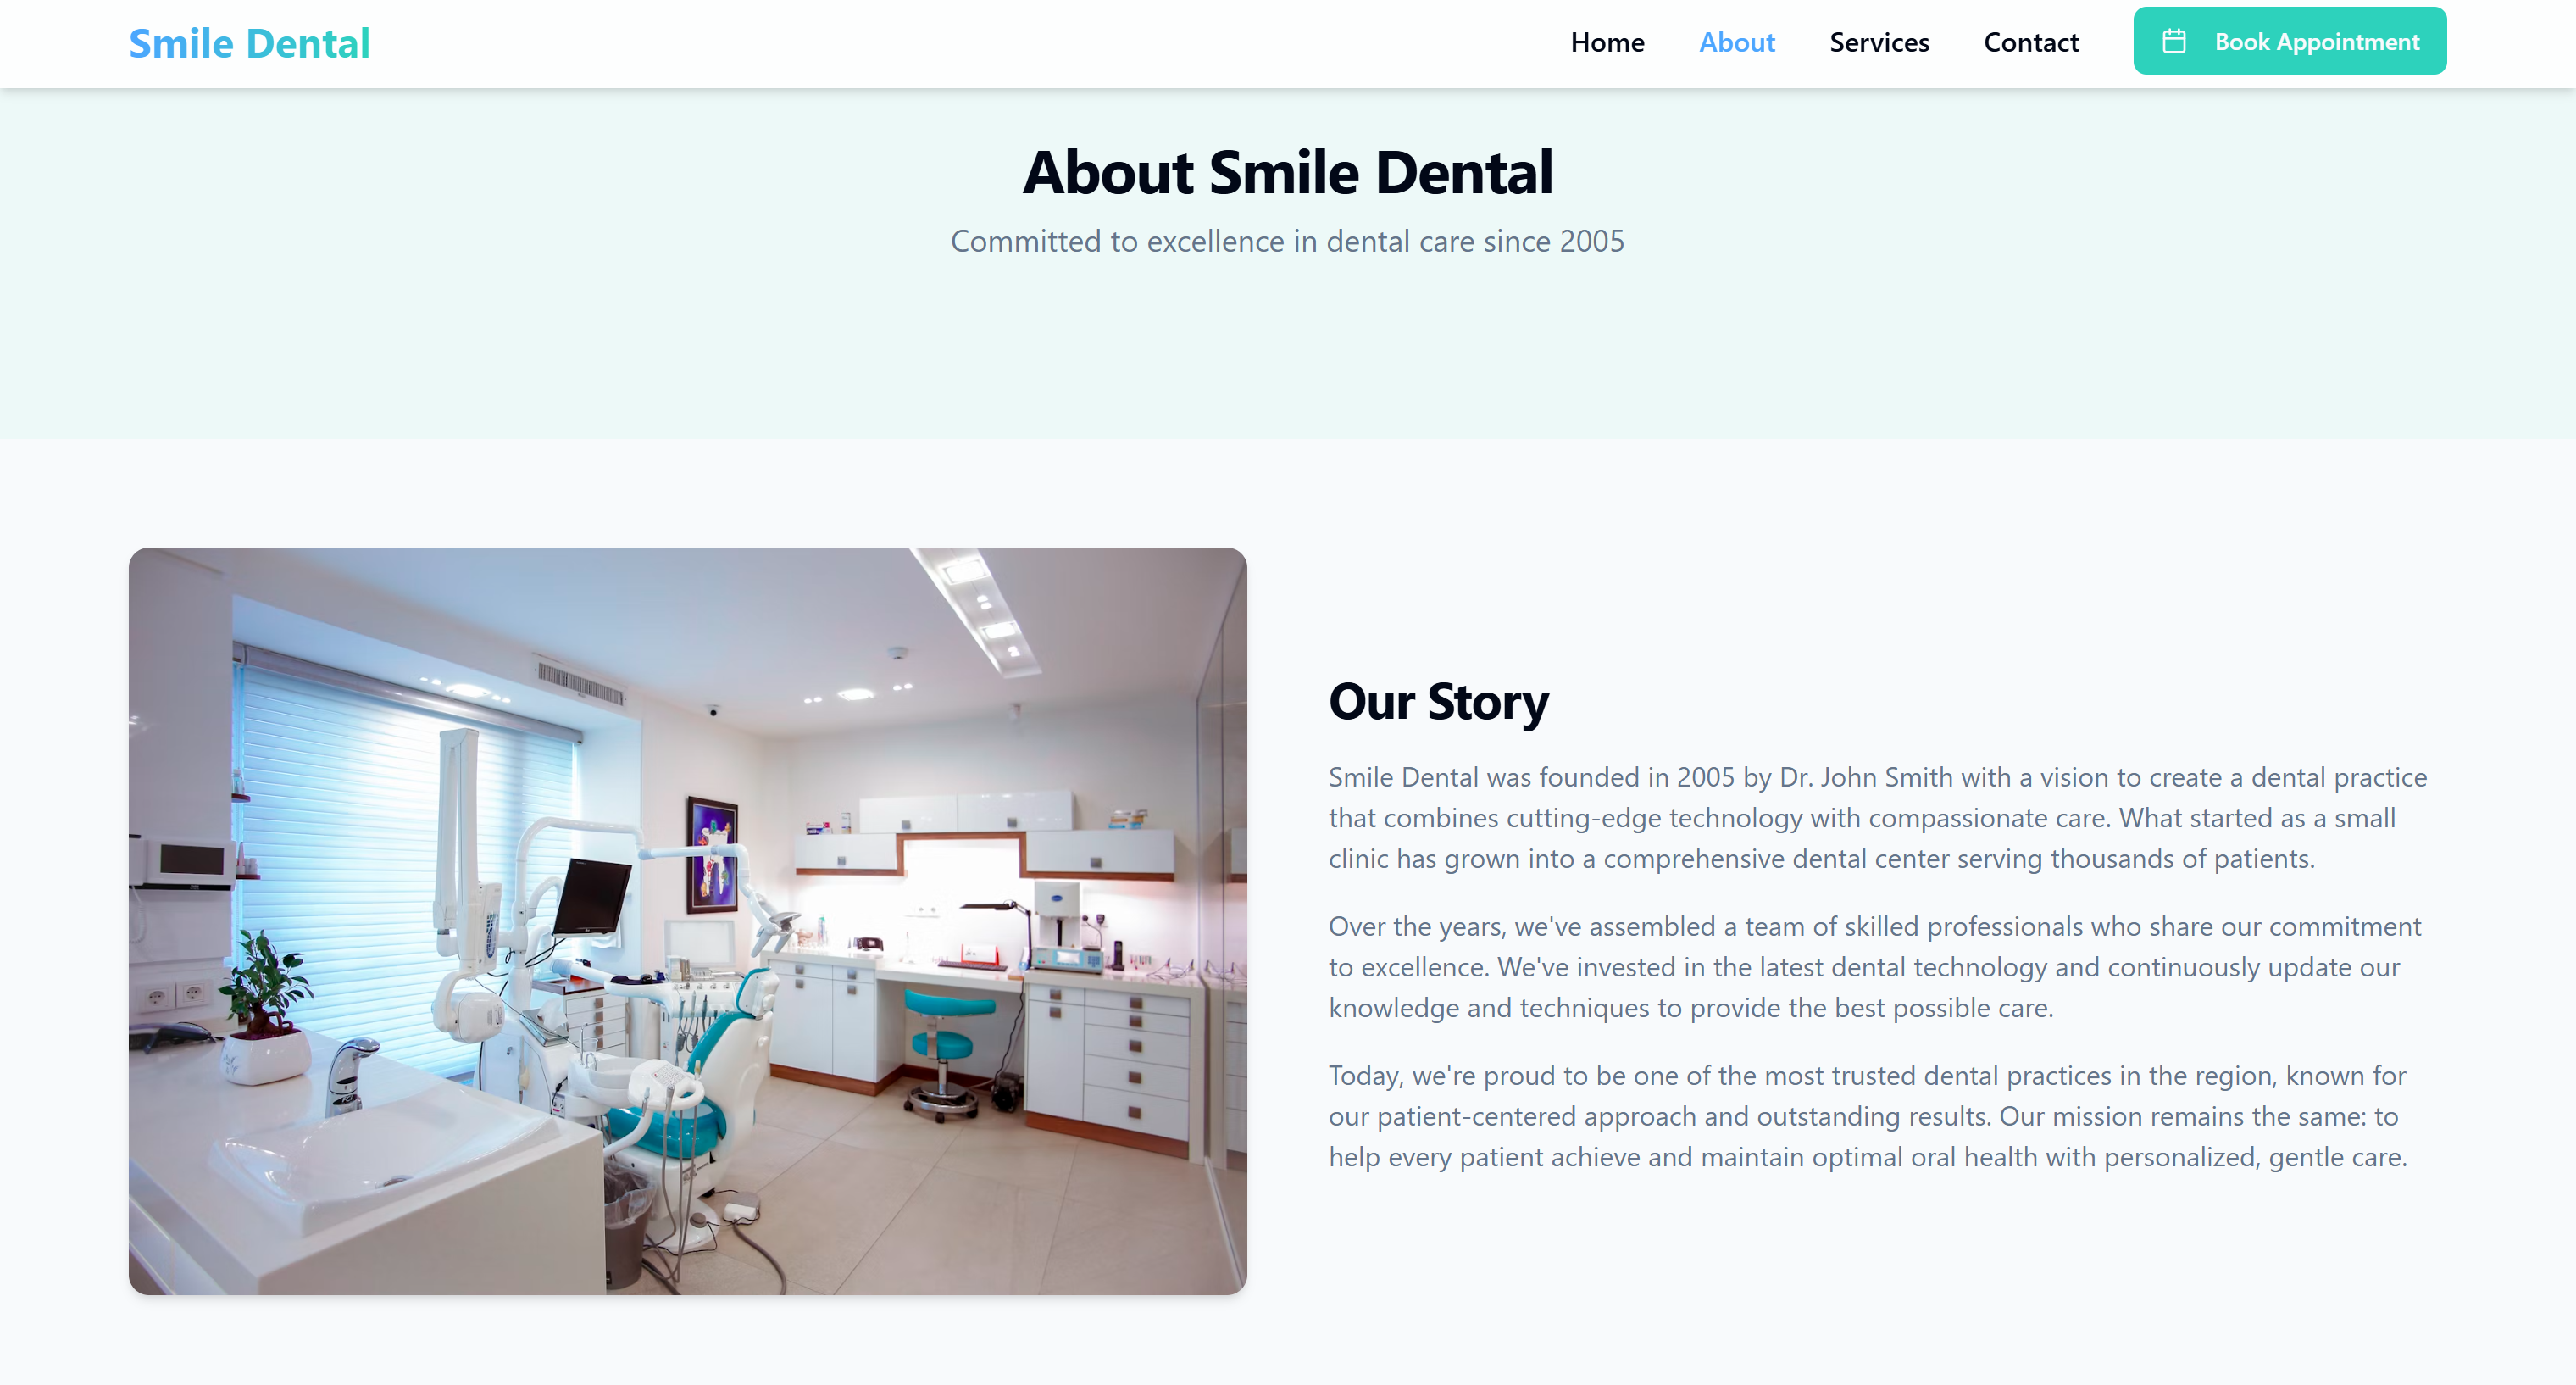 Smile Dental
Home
About
Services
Contact
Book Appointment
About Smile Dental
Committed to excellence in dental care since 2005
Our Story
Smile Dental was founded in 2005 by Dr. John Smith with a vision to create a dental practice
that combines cutting-edge technology with compassionate care. What started as a small
clinic has grown into a comprehensive dental center serving thousands of patients.
Over the years, we've assembled a team of skilled professionals who share our commitment
to excellence. We've invested in the latest dental technology and continuously update our
knowledge and techniques to provide the best possible care.
Today, we're proud to be one of the most trusted dental practices in the region, known for
our patient-centered approach and outstanding results. Our mission remains the same: to
help every patient achieve and maintain optimal oral health with personalized, gentle care.